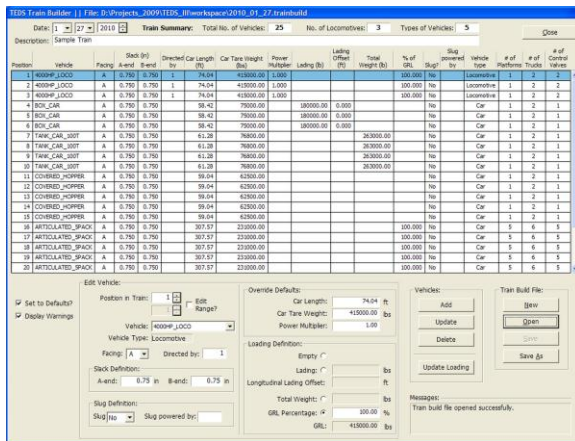 TEDS Train Builder || File: D:\Projects_2009\TEDS_III\workspace\2010_01_27.trainbuild
Date: 1 27 2010 Train Summary: Total No. of Vehicles: 25 No. of Locomotives: 3 Types of Vehicles: 5 Close
Description: Sample Train
Position Vehicle Facing Slack (in) A-end B-end Directed by Car Length (ft) Car Tare Weight (lbs) Power Multiplier Lading (lb) Lading Offset (ft) Total Weight (lb) % of GRL Slug? Slug powered by Vehicle type # of Platforms # of Trucks # of Control Valves
1 4000HP_LOCO A 0.750 0.750 1 74.04 415000.00 1.000 100.000 No Locomotive 1 2 2
2 4000HP_LOCO A 0.750 0.750 1 74.04 415000.00 1.000 100.000 No Locomotive 1 2 2
3 4000HP_LOCO A 0.750 0.750 1 74.04 415000.00 1.000 100.000 No Locomotive 1 2 2
4 BOX_CAR A 0.750 0.750 58.42 75000.00 180000.00 0.000 No Car 1 2 1
5 BOX_CAR A 0.750 0.750 58.42 75000.00 180000.00 0.000 No Car 1 2 1
6 BOX_CAR A 0.750 0.750 58.42 75000.00 180000.00 0.000 No Car 1 2 1
7 TANK_CAR_100T A 0.750 0.750 61.28 76800.00 263000.00 No Car 1 2 1
8 TANK_CAR_100T A 0.750 0.750 61.28 76800.00 263000.00 No Car 1 2 1
9 TANK_CAR_100T A 0.750 0.750 61.28 76800.00 263000.00 No Car 1 2 1
10 TANK_CAR_100T A 0.750 0.750 61.28 76800.00 263000.00 No Car 1 2 1
11 COVERED_HOPPER A 0.750 0.750 59.04 62500.00 No Car 1 2 1
12 COVERED_HOPPER A 0.750 0.750 59.04 62500.00 No Car 1 2 1
13 COVERED_HOPPER A 0.750 0.750 59.04 62500.00 No Car 1 2 1
14 COVERED_HOPPER A 0.750 0.750 59.04 62500.00 No Car 1 2 1
15 COVERED_HOPPER A 0.750 0.750 59.04 62500.00 No Car 1 2 1
16 ARTICULATED_5PACK A 0.750 0.750 307.57 231000.00 100.000 No Car 5 6 5
17 ARTICULATED_5PACK A 0.750 0.750 307.57 231000.00 100.000 No Car 5 6 5
18 ARTICULATED_5PACK A 0.750 0.750 307.57 231000.00 100.000 No Car 5 6 5
19 ARTICULATED_5PACK A 0.750 0.750 307.57 231000.00 100.000 No Car 5 6 5
20 ARTICULATED_5PACK A 0.750 0.750 307.57 231000.00 100.000 No Car 5 6 5
Set to Defaults?
Display Warnings
Edit Vehicle:
Position in Train: 1
Edit Range?
1
Vehicle: 4000HP_LOCO
Vehicle Type: Locomotive
Facing: A Directed by: 1
Slack Definition:
A-end: 0.75 in B-end: 0.75 in
Slug Definition:
Slug No Slug powered by:
Override Defaults:
Car Length: 74.04 ft
Car Tare Weight: 415000.00 lbs
Power Multipler: 1.00
Loading Definition:
Empty
Lading: lbs
Longitudinal Lading Offset: ft
Total Weight: lbs
GRL Percentage: 100.00 %
GRL: 415000.00 lbs
Vehicles:
Add
Update
Delete
Update Loading
Train Build File:
New
Open
Save
Save As
Messages:
Train build file opened successfully.